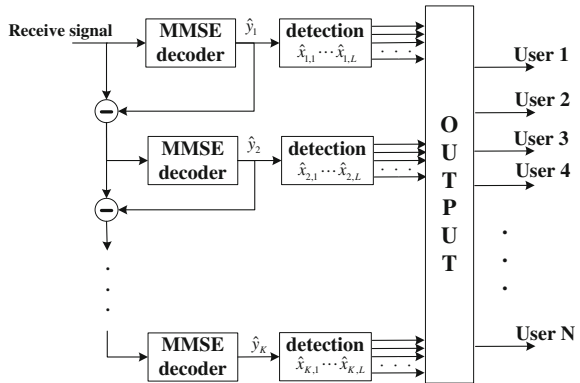 Receive signal
MMSE
decoder
ŷ₁
detection
x̂₁,₁ ⋯ x̂₁,L
. . .
User 1
User 2
−
MMSE
decoder
ŷ₂
detection
x̂₂,₁ ⋯ x̂₂,L
. . .
OUTPUT
User 3
User 4
−
MMSE
decoder
ŷK
detection
x̂K,₁ ⋯ x̂K,L
. . .
User N